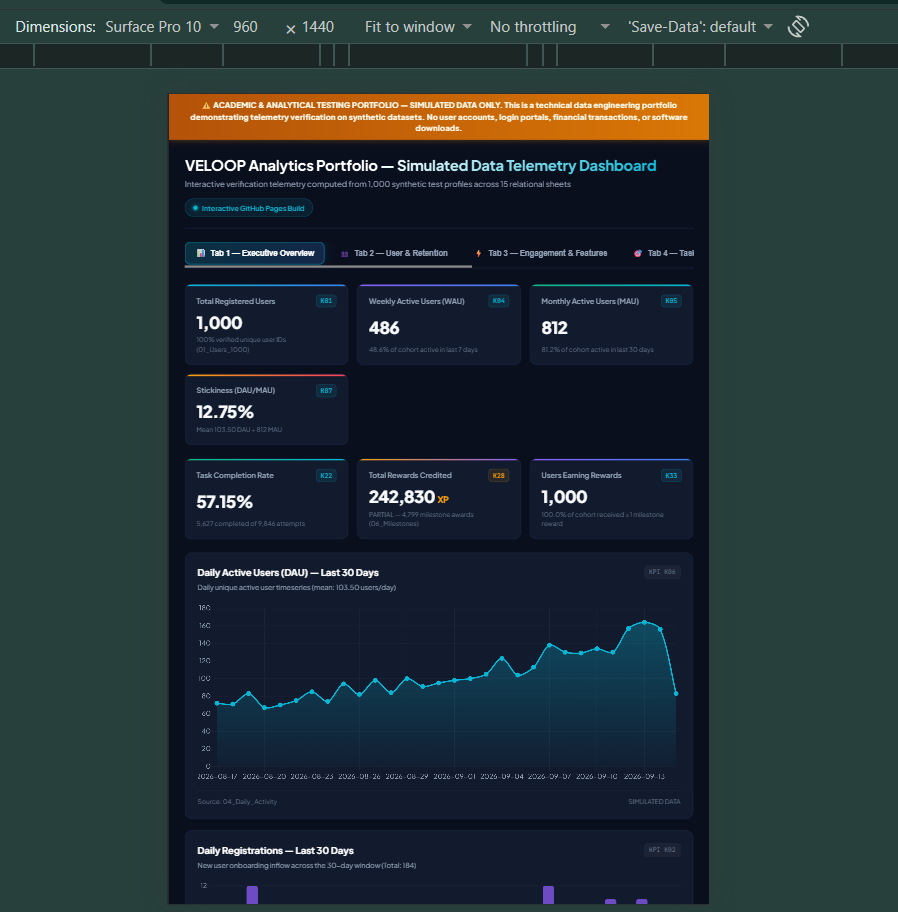 Dimensions: Surface Pro 10 960 × 1440 Fit to window No throttling 'Save-Data': default
⚠ ACADEMIC & ANALYTICAL TESTING PORTFOLIO — SIMULATED DATA ONLY. This is a technical data engineering portfolio
demonstrating telemetry verification on synthetic datasets. No user accounts, login portals, financial transactions, or software
downloads.
VELOOP Analytics Portfolio — Simulated Data Telemetry Dashboard
Interactive verification telemetry computed from 1,000 synthetic test profiles across 15 relational sheets
Interactive GitHub Pages Build
Tab 1 — Executive Overview Tab 2 — User & Retention Tab 3 — Engagement & Features Tab 4 — Task
Total Registered Users K01
1,000
100% verified unique user IDs
(01_Users_1000)
Weekly Active Users (WAU) K04
486
48.6% of cohort active in last 7 days
Monthly Active Users (MAU) K05
812
81.2% of cohort active in last 30 days
Stickiness (DAU/MAU) K07
12.75%
Mean 103.50 DAU ÷ 812 MAU
Task Completion Rate K22
57.15%
5,627 completed of 9,846 attempts
Total Rewards Credited K28
242,830 XP
PARTIAL — 4,799 milestone awards
(06_Milestones)
Users Earning Rewards K33
1,000
100.0% of cohort received ≥ 1 milestone
reward
Daily Active Users (DAU) — Last 30 Days KPI K06
Daily unique active user timeseries (mean: 103.50 users/day)
180
160
140
120
100
80
60
40
20
0
2026-08-17 2026-08-20 2026-08-23 2026-08-26 2026-08-29 2026-09-01 2026-09-04 2026-09-07 2026-09-10 2026-09-13
Source: 04_Daily_Activity SIMULATED DATA
Daily Registrations — Last 30 Days KPI K02
New user onboarding inflow across the 30-day window (Total: 184)
12